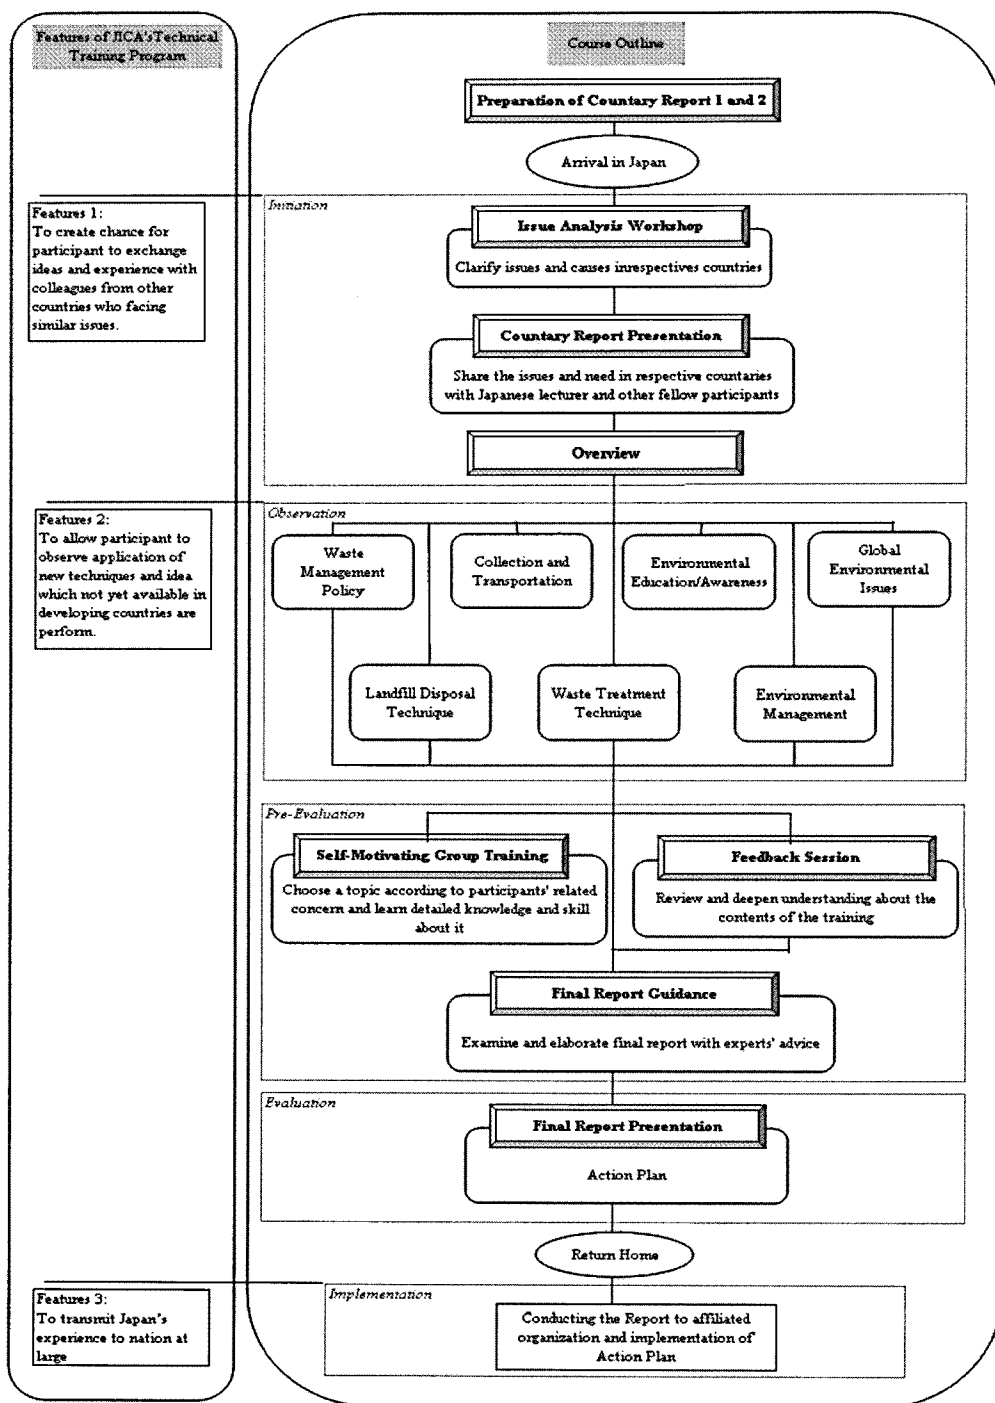 Features of JICA's Technical
Training Program
Course Outline
Preparation of Countary Report 1 and 2
Arrival in Japan
Features 1:
To create chance for
participant to exchange
ideas and experience with
colleagues from other
countries who facing
similar issues.
Initiation
Issue Analysis Workshop
Clarify issues and causes inrespectives countries
Countary Report Presentation
Share the issues and need in respective countaries
with Japanese lecturer and other fellow participants
Overview
Features 2:
To allow participant to
observe application of
new techniques and idea
which not yet available in
developing countries are
perform.
Observation
Waste
Management
Policy
Collection and
Transportation
Environmental
Education/Awareness
Global
Environmental
Issues
Landfill Disposal
Technique
Waste Treatment
Technique
Environmental
Management
Pre-Evaluation
Self-Motivating Group Training
Choose a topic according to participants' related
concern and learn detailed knowledge and skill
about it
Feedback Session
Review and deepen understanding about the
contents of the training
Final Report Guidance
Examine and elaborate final report with experts' advice
Evaluation
Final Report Presentation
Action Plan
Return Home
Features 3:
To transmit Japan's
experience to nation at
large
Implementation
Conducting the Report to affiliated
organization and implementation of
Action Plan